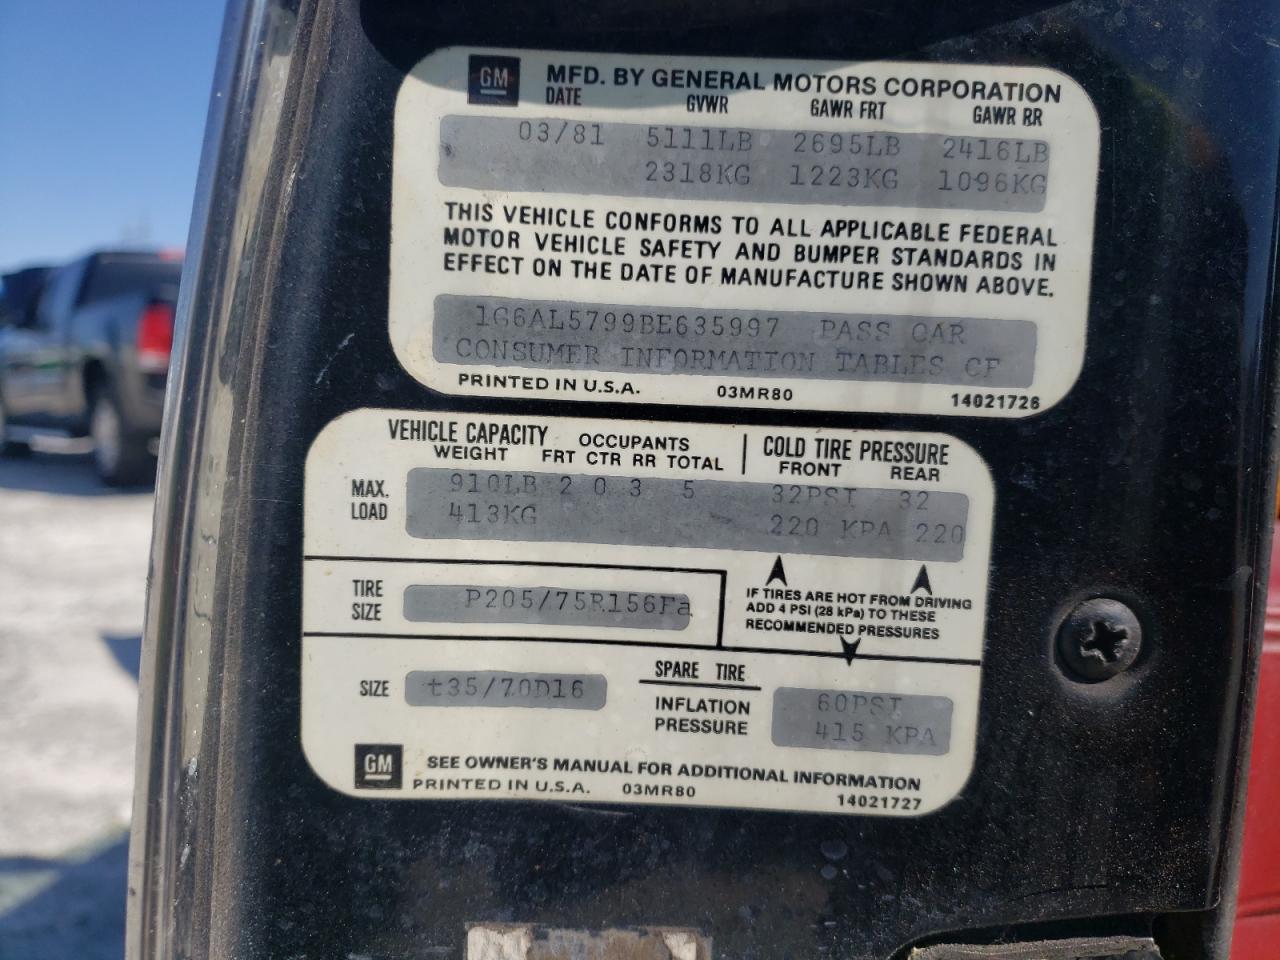 GM MFD. BY GENERAL MOTORS CORPORATION
DATE GVWR GAWR FRT GAWR RR
03/81 5111LB 2695LB 2416LB
2318KG 1223KG 1096KG
THIS VEHICLE CONFORMS TO ALL APPLICABLE FEDERAL
MOTOR VEHICLE SAFETY AND BUMPER STANDARDS IN
EFFECT ON THE DATE OF MANUFACTURE SHOWN ABOVE.
1G6AL5799BE635997 PASS CAR
CONSUMER INFORMATION TABLES CF
PRINTED IN U.S.A. 03MR80 14021726
VEHICLE CAPACITY OCCUPANTS COLD TIRE PRESSURE
WEIGHT FRT CTR RR TOTAL FRONT REAR
MAX. LOAD 910LB 2 0 3 5 32PSI 32
413KG 220 KPA 220
TIRE SIZE P205/75R156Fa
IF TIRES ARE HOT FROM DRIVING
ADD 4 PSI (28 kPa) TO THESE
RECOMMENDED PRESSURES
SPARE TIRE
SIZE t35/70D16 INFLATION PRESSURE 60PSI
415 KPA
GM SEE OWNER'S MANUAL FOR ADDITIONAL INFORMATION
PRINTED IN U.S.A. 03MR80 14021727